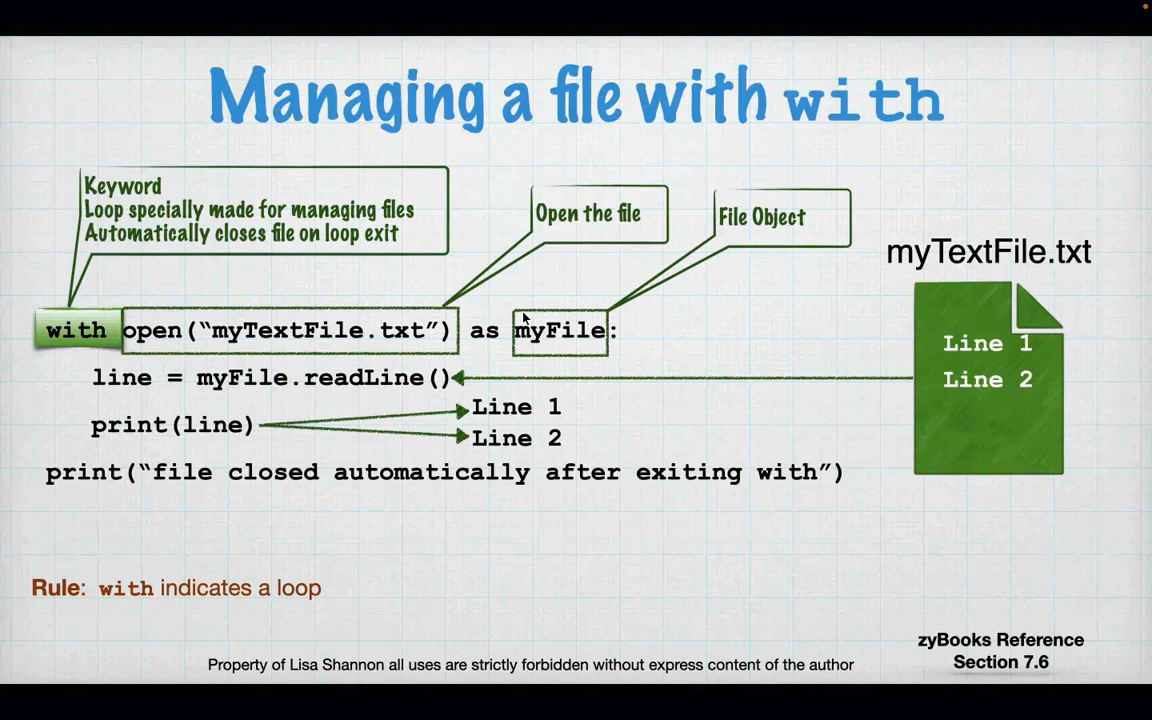 Managing a file with with
Keyword
Loop specially made for managing files
Automatically closes file on loop exit
Open the file
File Object
myTextFile.txt
with open(“myTextFile.txt”) as myFile:
Line 1
line = myFile.readLine()
Line 2
print(line)
Line 1
Line 2
print(“file closed automatically after exiting with”)
Rule: with indicates a loop
zyBooks Reference
Section 7.6
Property of Lisa Shannon all uses are strictly forbidden without express content of the author